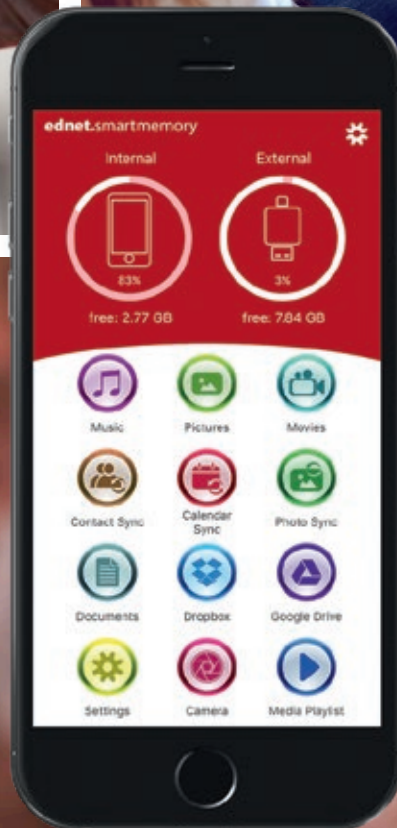 ednet.smartmemory
Internal External
83% 3%
free: 2.77 GB free: 7.84 GB
Music Pictures Movies
Contact Sync Calendar Sync Photo Sync
Documents Dropbox Google Drive
Settings Camera Media Playlist